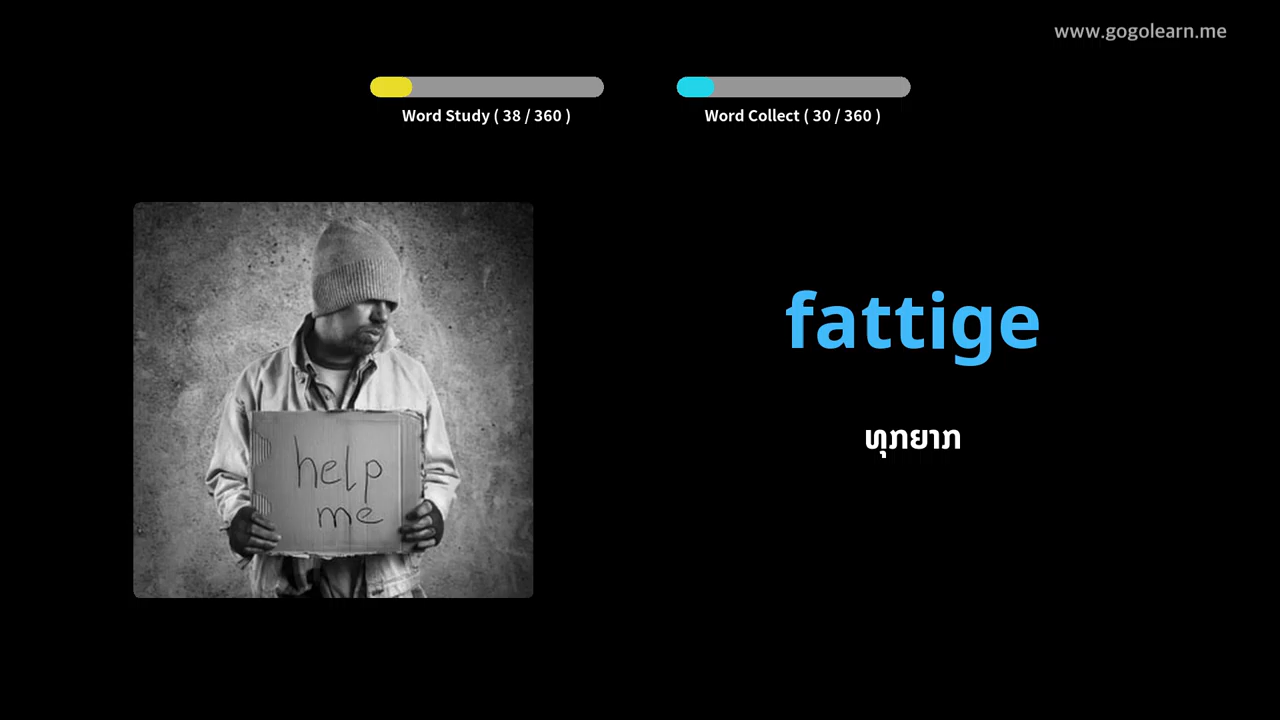 www.gogolearn.me
Word Study ( 38 / 360 )
Word Collect ( 30 / 360 )
help
me
fattige
ທຸກຍາກ